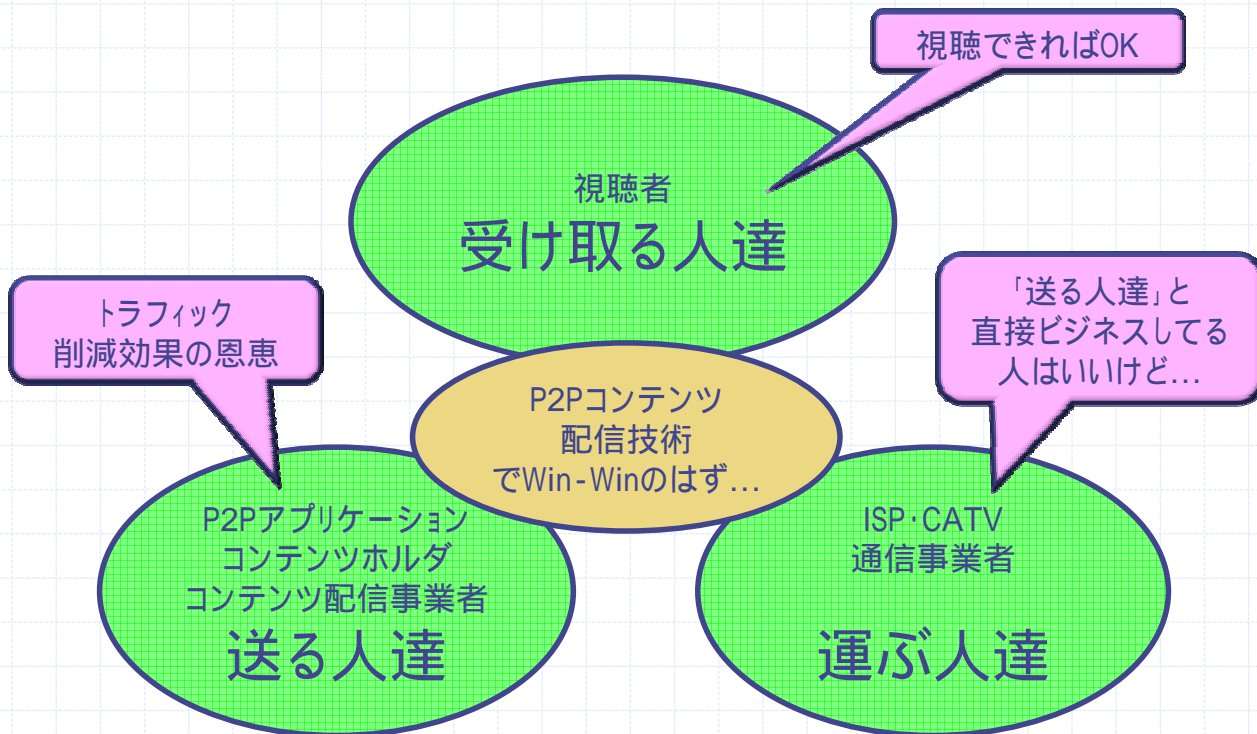 視聴できればOK
視聴者
受け取る人達
「送る人達」と
直接ビジネスしてる
人はいいけど…
トラフィック
削減効果の恩恵
P2Pコンテンツ
配信技術
でWin-Winのはず…
P2Pアプリケーション
コンテンツホルダ
コンテンツ配信事業者
送る人達
ISP・CATV
通信事業者
運ぶ人達